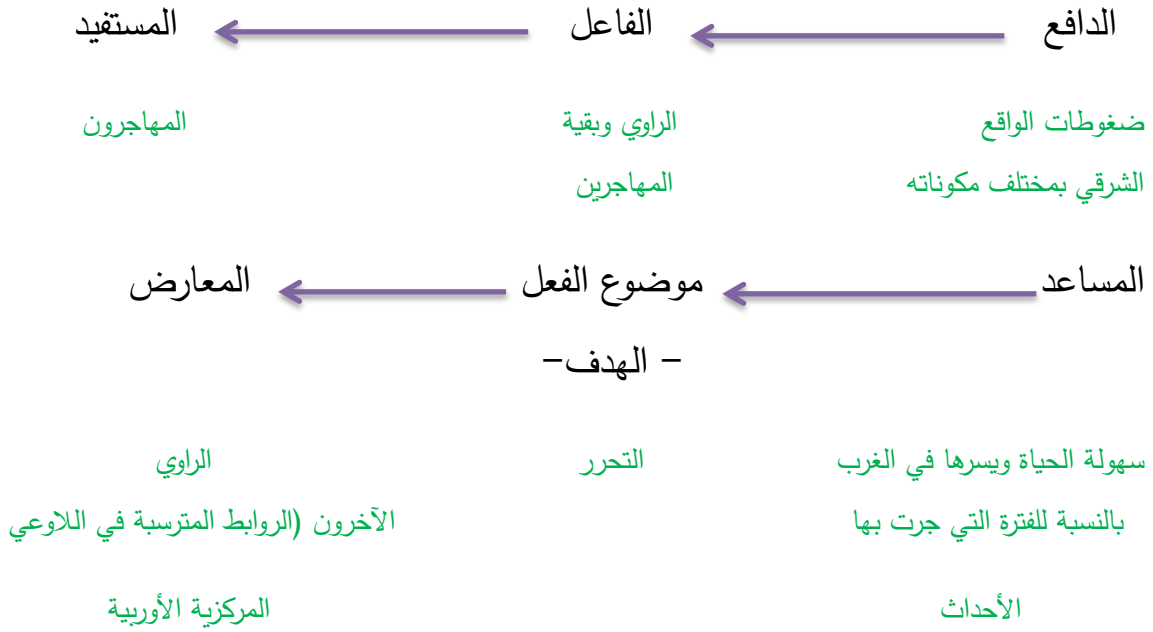 الدافع الفاعل المستفيد
ضغوطات الواقع الراوي وبقية المهاجرون
الشرقي بمختلف مكوناته المهاجرين
المساعد موضوع الفعل المعارض
– الهدف–
سهولة الحياة ويسرها في الغرب التحرر الراوي
بالنسبة للفترة التي جرت بها الآخرون (الروابط المترسبة في اللاوعي
الأحداث المركزية الأوربية